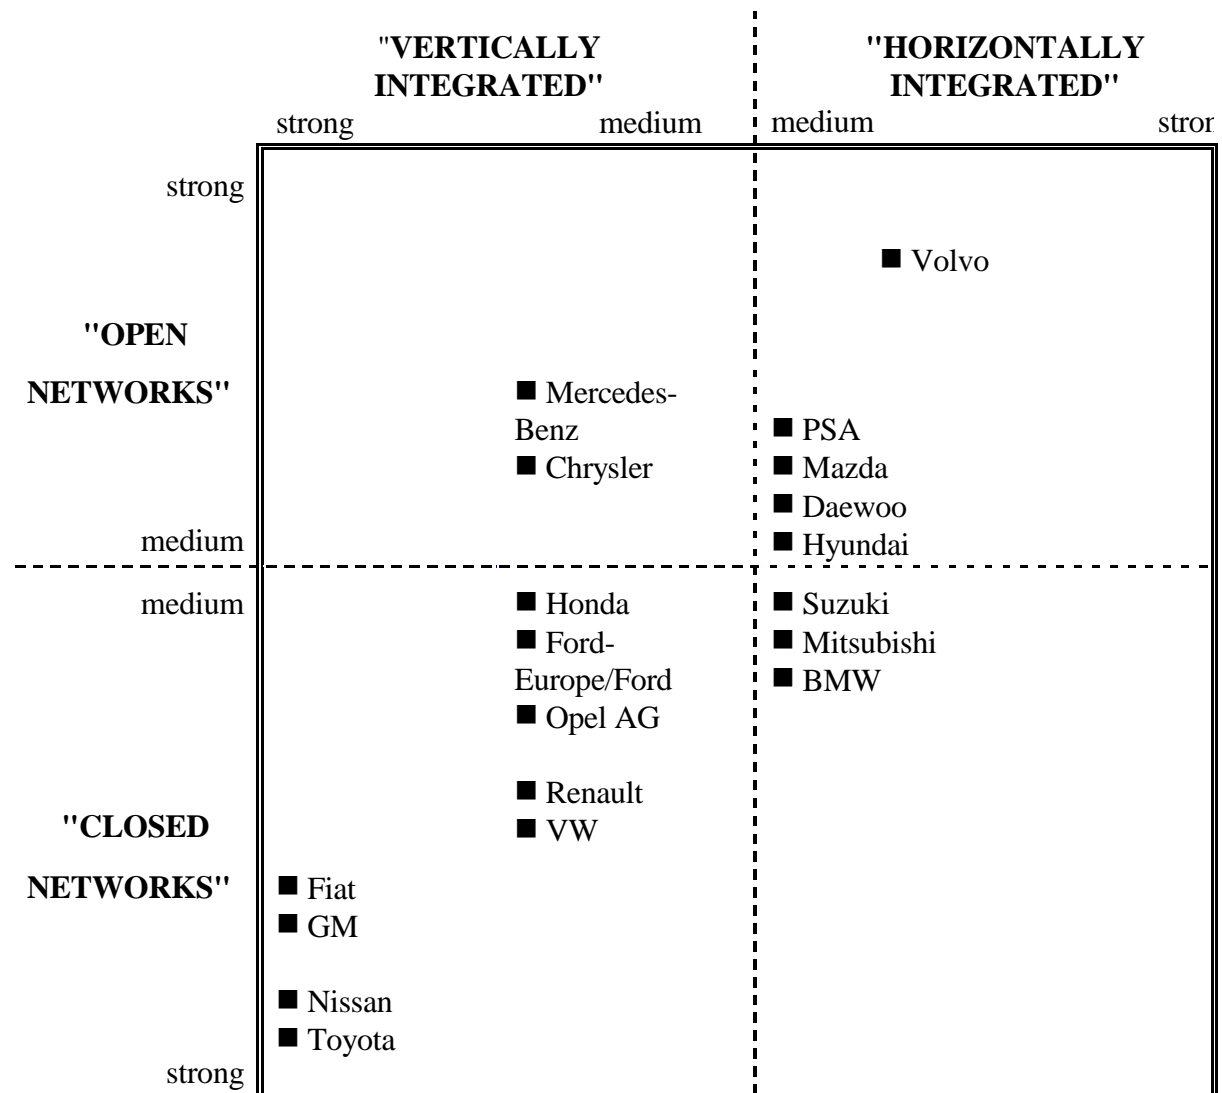 "VERTICALLY
INTEGRATED"
"HORIZONTALLY
INTEGRATED"
strong medium medium stron
strong
■ Volvo
"OPEN
NETWORKS"
■ Mercedes-
Benz
■ Chrysler
■ PSA
■ Mazda
■ Daewoo
■ Hyundai
medium
medium
■ Honda
■ Ford-
Europe/Ford
■ Opel AG
■ Suzuki
■ Mitsubishi
■ BMW
■ Renault
■ VW
"CLOSED
NETWORKS"
■ Fiat
■ GM
■ Nissan
■ Toyota
strong